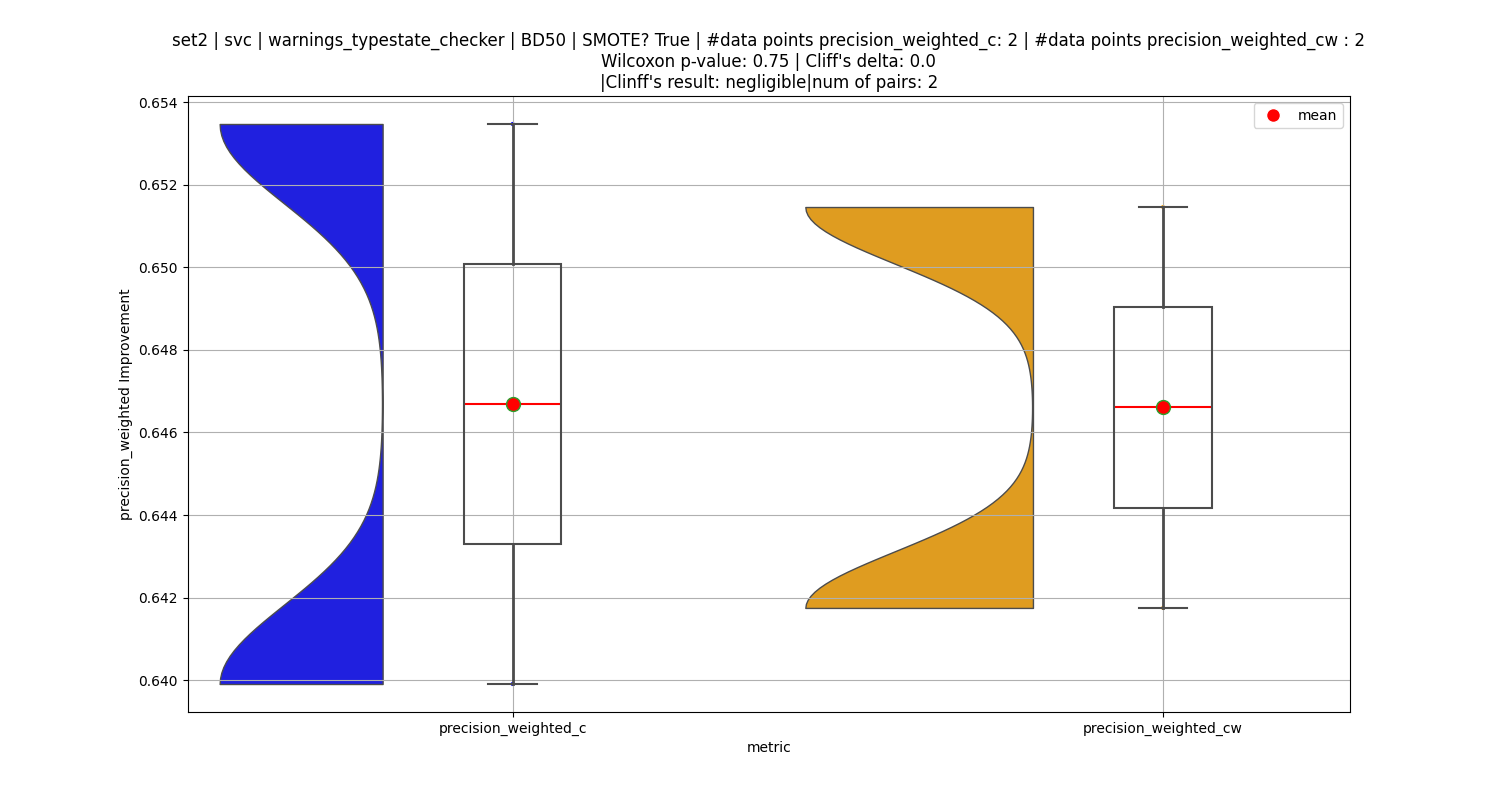 set2 | svc | warnings_typestate_checker | BD50 | SMOTE? True | #data points precision_weighted_c: 2 | #data points precision_weighted_cw : 2
Wilcoxon p-value: 0.75 | Cliff's delta: 0.0
|Clinff's result: negligible|num of pairs: 2
mean
0.654
0.652
0.650
0.648
0.646
0.644
0.642
0.640
precision_weighted Improvement
precision_weighted_c
precision_weighted_cw
metric